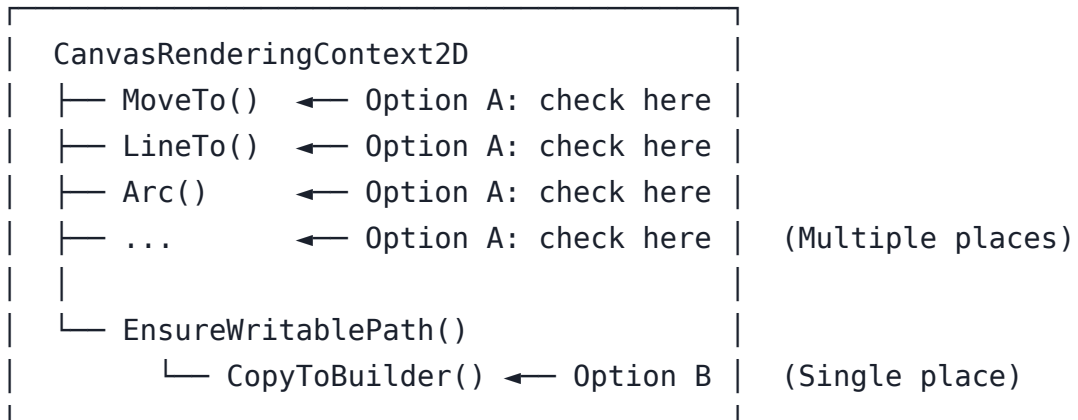 CanvasRenderingContext2D
├── MoveTo() ◄── Option A: check here
├── LineTo() ◄── Option A: check here
├── Arc() ◄── Option A: check here
├── ... ◄── Option A: check here (Multiple places)
└── EnsureWritablePath()
└── CopyToBuilder() ◄── Option B (Single place)